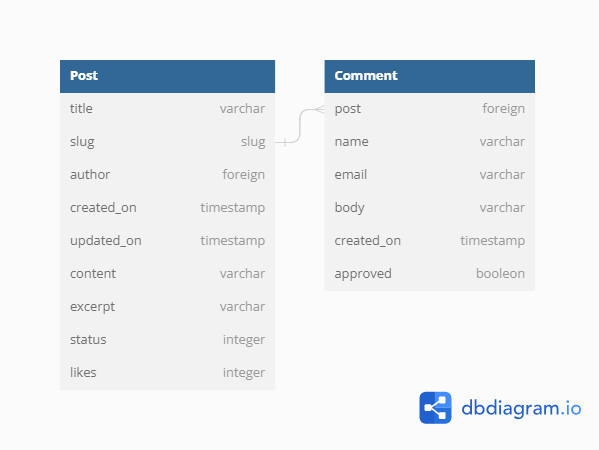 Post
title varchar
slug slug
author foreign
created_on timestamp
updated_on timestamp
content varchar
excerpt varchar
status integer
likes integer
Comment
post foreign
name varchar
email varchar
body varchar
created_on timestamp
approved booleon
dbdiagram.io